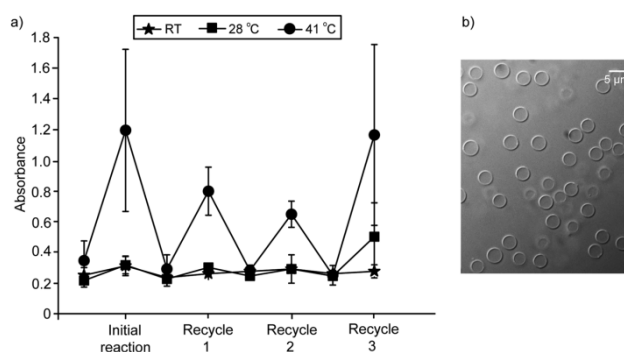 a)
RT 28 °C 41 °C
1.8
1.6
1.4
1.2
1
0.8
0.6
0.4
0.2
0
Absorbance
Initial reaction
Recycle 1
Recycle 2
Recycle 3
b)
5 µm